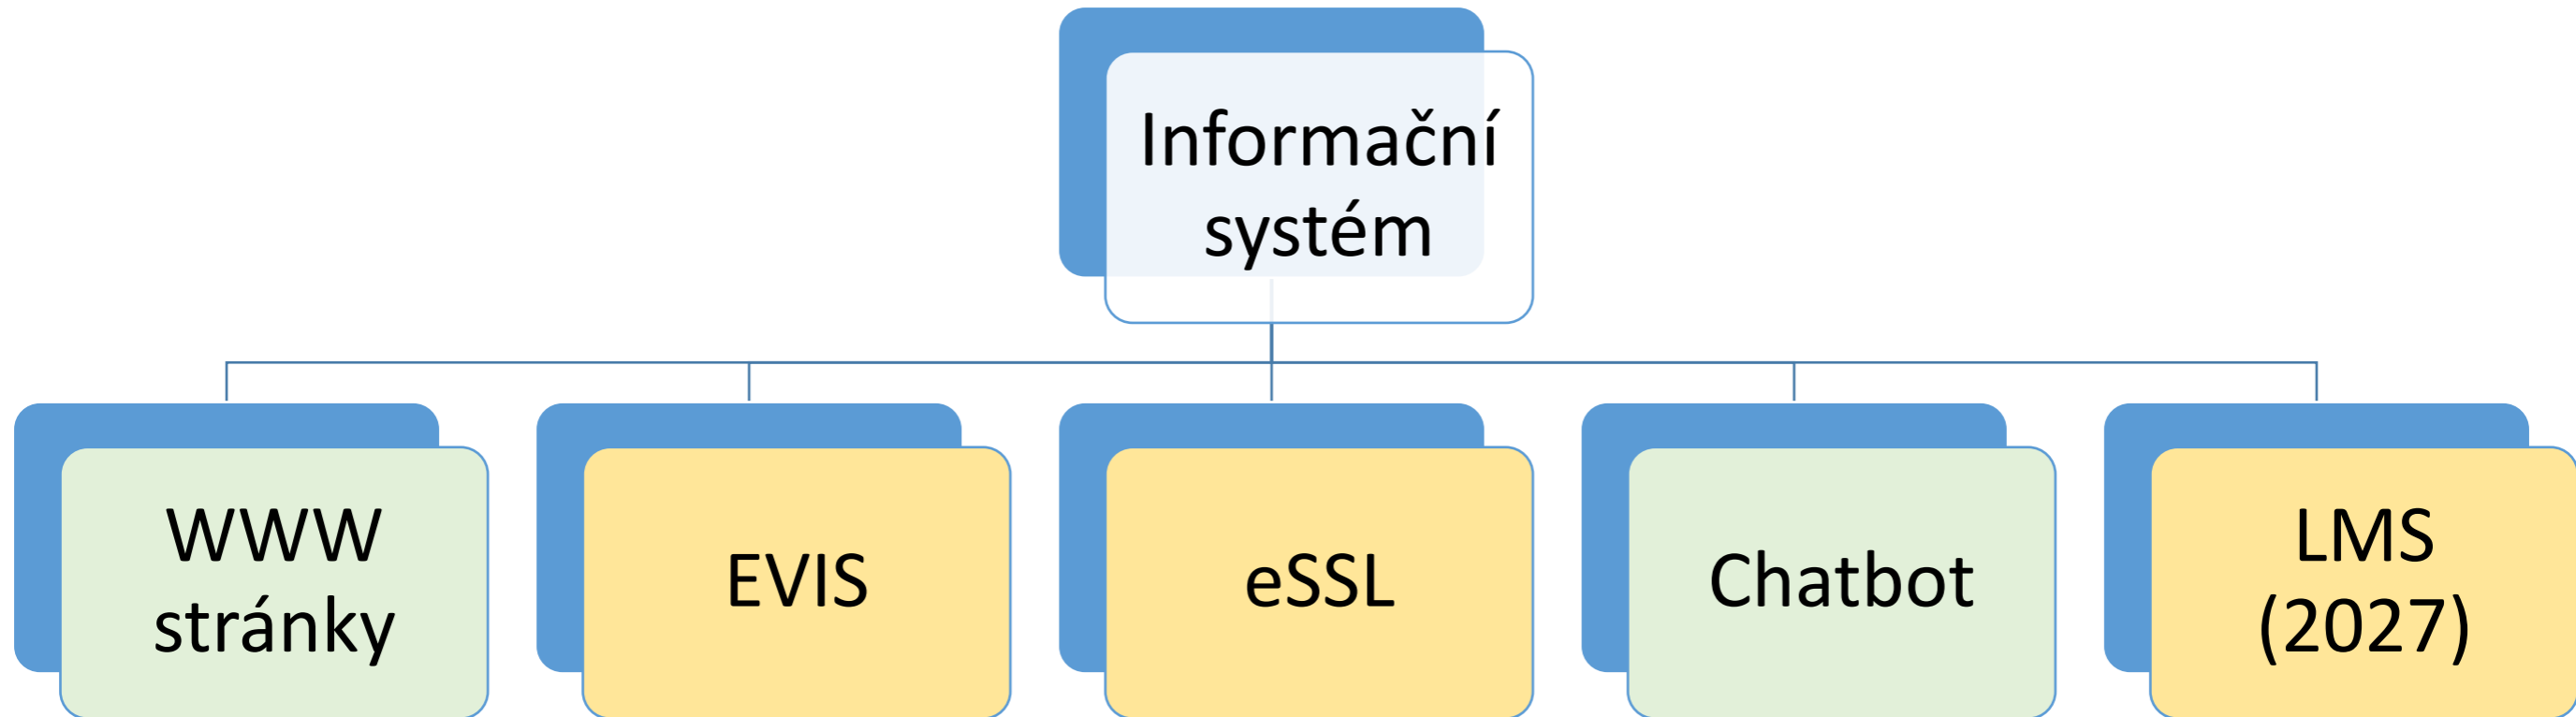 Informační
systém
WWW
stránky
EVIS
eSSL
Chatbot
LMS
(2027)